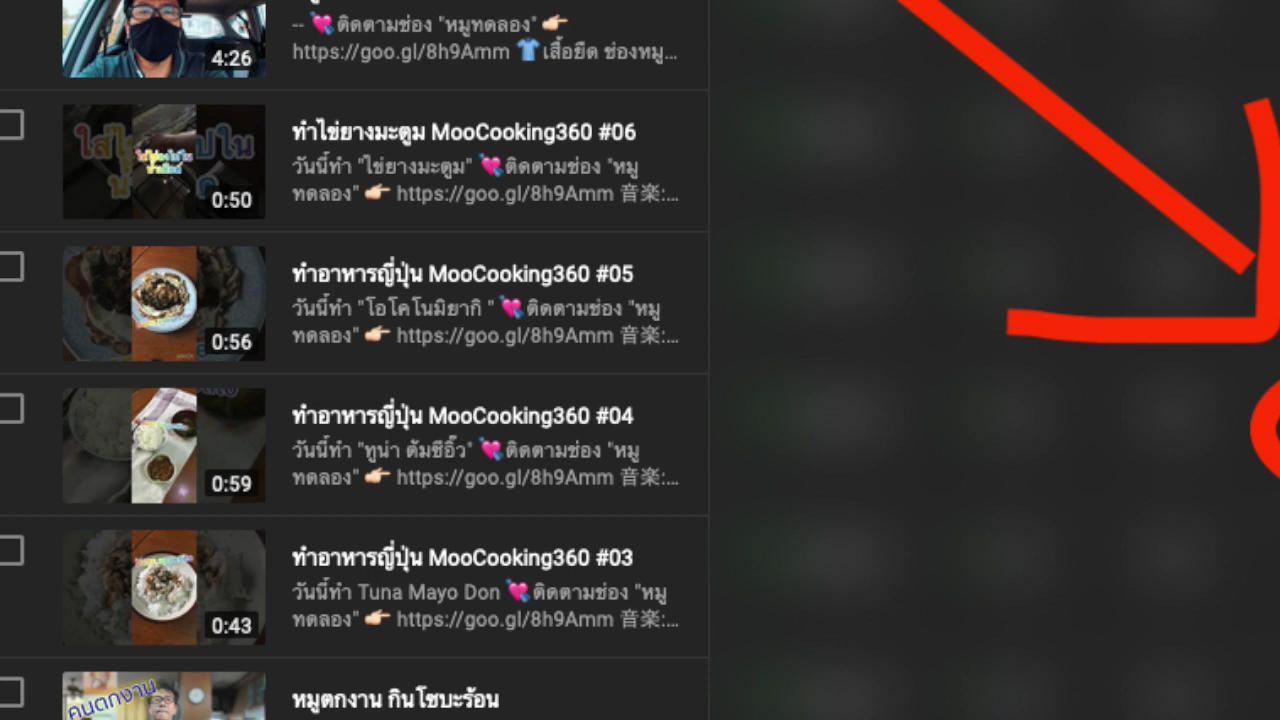 -- 💘ติดตามช่อง "หมูทดลอง" 👉🏻
https://goo.gl/8h9Amm 👕เสื้อยืด ช่องหมู...
4:26
ทำไข่ยางมะตูม MooCooking360 #06
วันนี้ทำ "ไข่ยางมะตูม" 💘ติดตามช่อง "หมู
ทดลอง" 👉🏻 https://goo.gl/8h9Amm 音楽:...
0:50
ทำอาหารญี่ปุ่น MooCooking360 #05
วันนี้ทำ "โอโคโนมิยากิ " 💘ติดตามช่อง "หมู
ทดลอง" 👉🏻 https://goo.gl/8h9Amm 音楽:...
0:56
ทำอาหารญี่ปุ่น MooCooking360 #04
วันนี้ทำ "ทูน่า ต้มซีอิ๊ว" 💘ติดตามช่อง "หมู
ทดลอง" 👉🏻 https://goo.gl/8h9Amm 音楽:...
0:59
ทำอาหารญี่ปุ่น MooCooking360 #03
วันนี้ทำ Tuna Mayo Don 💘ติดตามช่อง "หมู
ทดลอง" 👉🏻 https://goo.gl/8h9Amm 音楽:...
0:43
คนตกงาน
หมูตกงาน กินโซบะร้อน